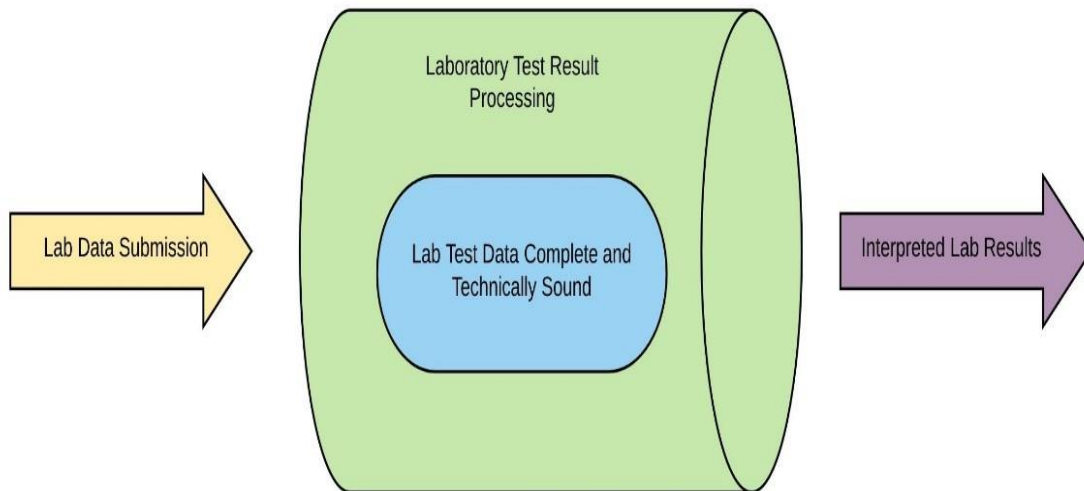 Laboratory Test Result
Processing
Lab Data Submission
Lab Test Data Complete and
Technically Sound
Interpreted Lab Results